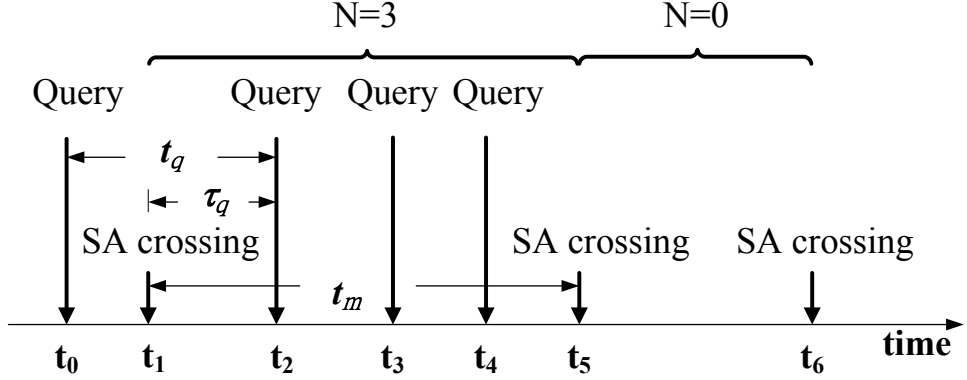 N=3 N=0
Query Query Query Query
t_q
τ_q
SA crossing SA crossing SA crossing
t_m
t₀ t₁ t₂ t₃ t₄ t₅ t₆ time